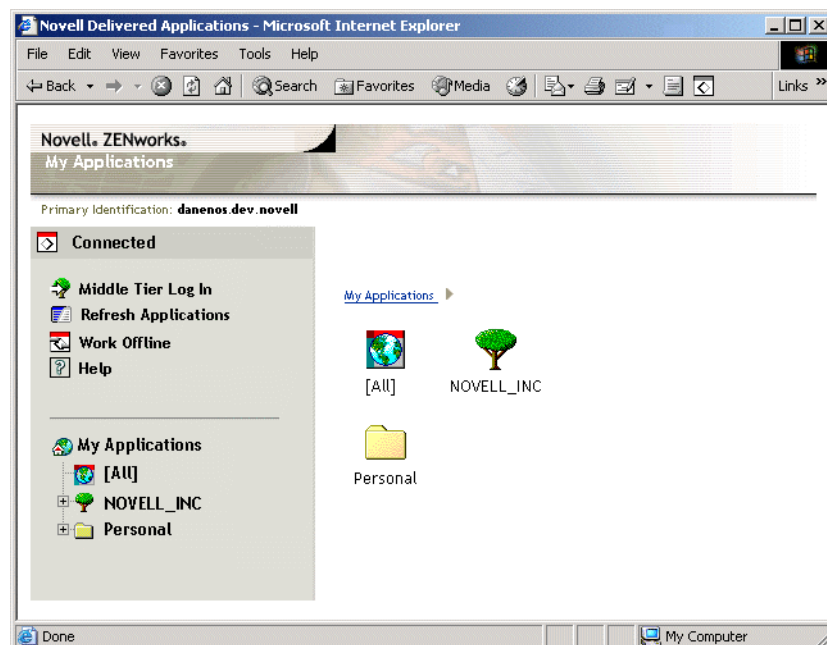 Novell Delivered Applications - Microsoft Internet Explorer
File Edit View Favorites Tools Help
Back Search Favorites Media Links »
Novell. ZENworks.
My Applications
Primary Identification: danenos.dev.novell
Connected
Middle Tier Log In
Refresh Applications
Work Offline
? Help
My Applications
[All]
NOVELL_INC
Personal
My Applications
[All] NOVELL_INC
Personal
Done My Computer